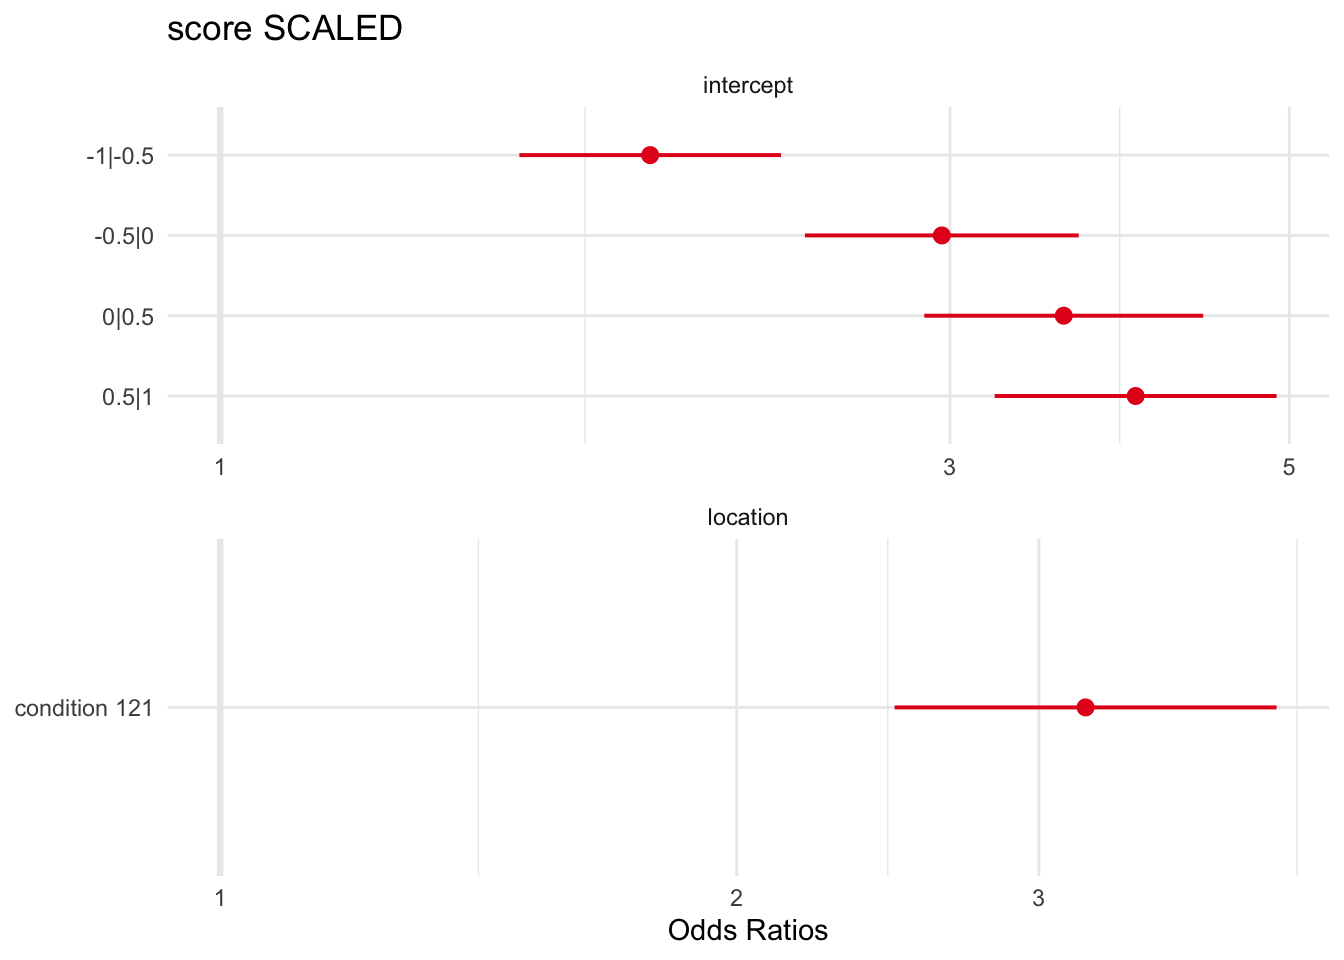 score SCALED
intercept
-1|-0.5
-0.5|0
0|0.5
0.5|1
1 3 5
location
condition 121
1 2 3
Odds Ratios